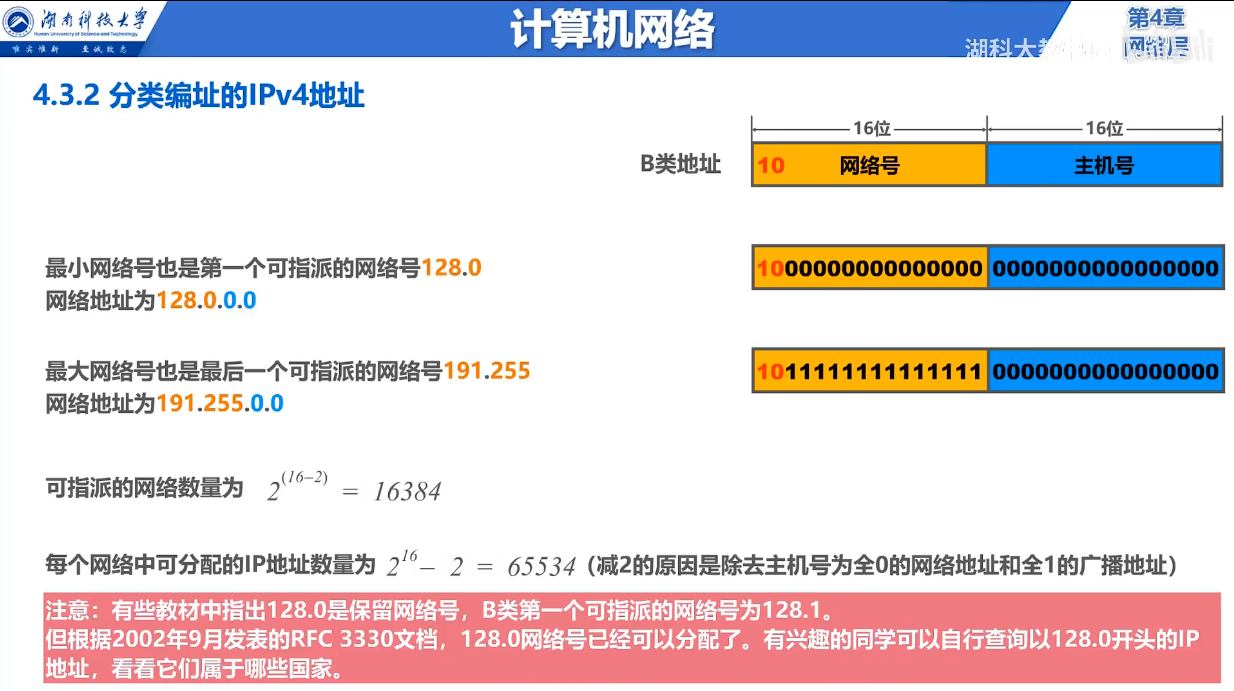 湖南科技大学
Hunan University of Science and Technology
唯实惟新 至诚致志
计算机网络
第4章
网络层
湖科大教
4.3.2 分类编址的IPv4地址
16位 16位
B类地址 10 网络号 主机号
最小网络号也是第一个可指派的网络号128.0
网络地址为128.0.0.0
1000000000000000 0000000000000000
最大网络号也是最后一个可指派的网络号191.255
网络地址为191.255.0.0
1011111111111111 0000000000000000
可指派的网络数量为 2^(16-2) = 16384
每个网络中可分配的IP地址数量为 2^16 - 2 = 65534（减2的原因是除去主机号为全0的网络地址和全1的广播地址）
注意：有些教材中指出128.0是保留网络号，B类第一个可指派的网络号为128.1。
但根据2002年9月发表的RFC 3330文档，128.0网络号已经可以分配了。有兴趣的同学可以自行查询以128.0开头的IP
地址，看看它们属于哪些国家。